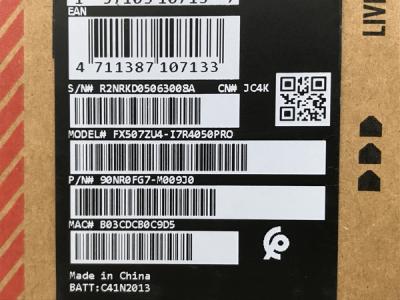 EAN
4 711387 107133
S/N# R2NRKD05063008A CN# JC4K
MODEL# FX507ZU4-I7R4050PRO
P/N# 90NR0FG7-M009J0
MAC# B03CDCB0C9D5
Made in China
BATT:C41N2013